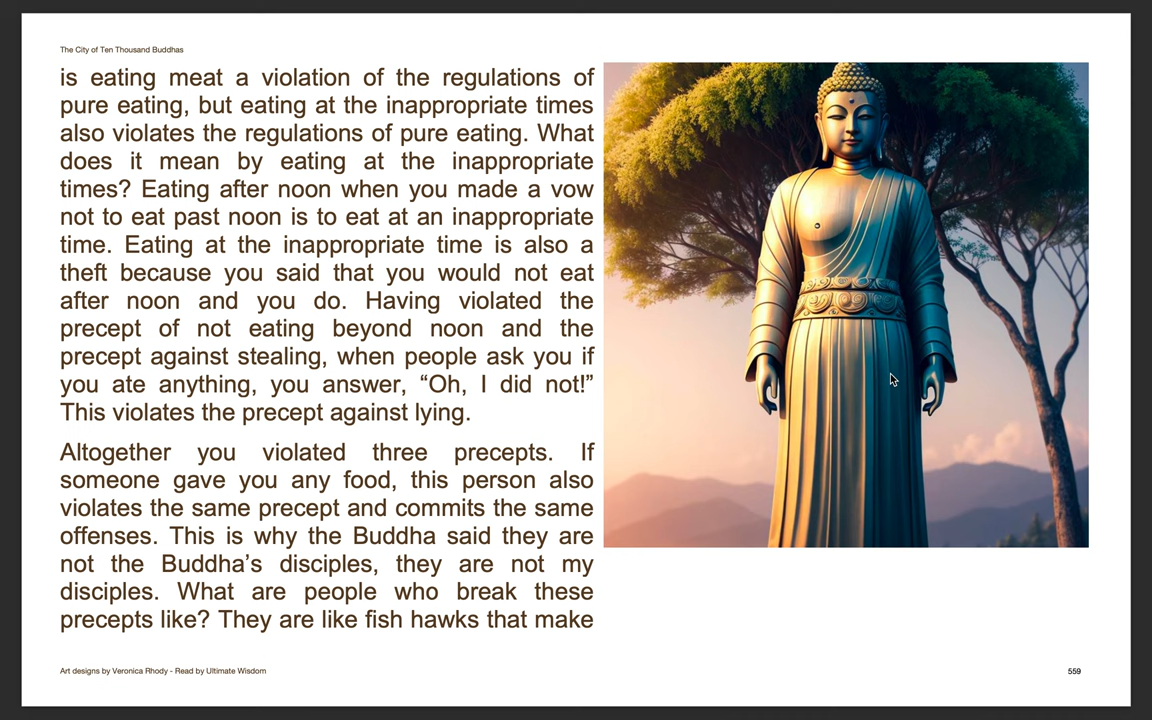 The City of Ten Thousand Buddhas
is eating meat a violation of the regulations of
pure eating, but eating at the inappropriate times
also violates the regulations of pure eating. What
does it mean by eating at the inappropriate
times? Eating after noon when you made a vow
not to eat past noon is to eat at an inappropriate
time. Eating at the inappropriate time is also a
theft because you said that you would not eat
after noon and you do. Having violated the
precept of not eating beyond noon and the
precept against stealing, when people ask you if
you ate anything, you answer, “Oh, I did not!”
This violates the precept against lying.
Altogether you violated three precepts. If
someone gave you any food, this person also
violates the same precept and commits the same
offenses. This is why the Buddha said they are
not the Buddha’s disciples, they are not my
disciples. What are people who break these
precepts like? They are like fish hawks that make
Art designs by Veronica Rhody - Read by Ultimate Wisdom
559